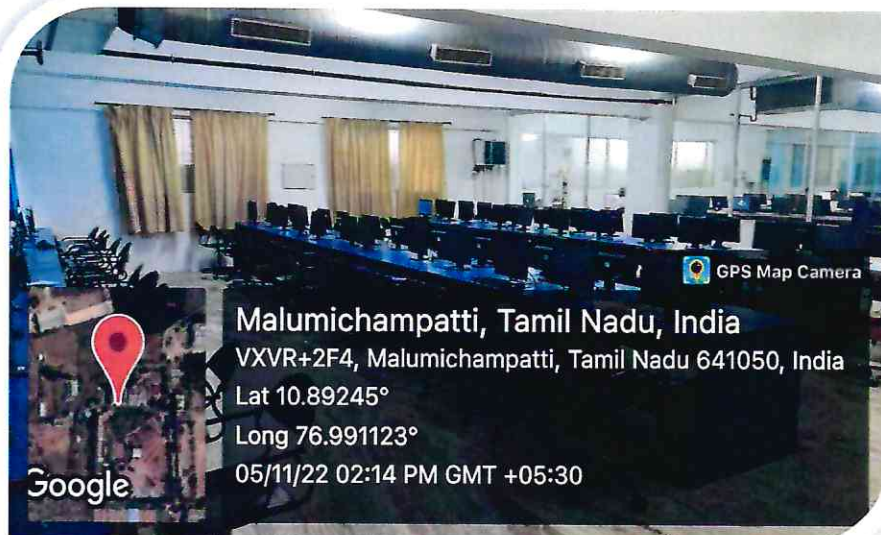 GPS Map Camera
Malumichampatti, Tamil Nadu, India
VXVR+2F4, Malumichampatti, Tamil Nadu 641050, India
Lat 10.89245°
Long 76.991123°
05/11/22 02:14 PM GMT +05:30
Google